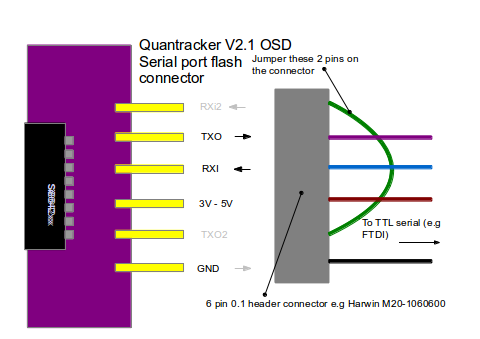 Quantracker V2.1 OSD
Serial port flash
connector
Jumper these 2 pins on
the connector
RXi2
TXO
RXI
3V - 5V
TXO2
GND
To TTL serial (e.g
FTDI)
6 pin 0.1 header connector e.g Harwin M20-1060600